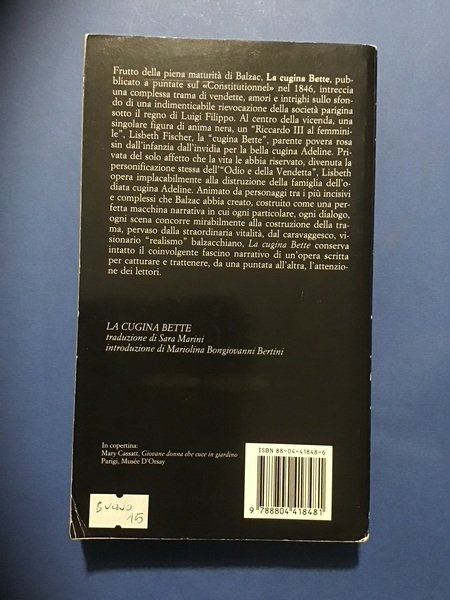 Frutto della piena maturità di Balzac, La cugina Bette, pub-
blicato a puntate sul «Constitutionnel» nel 1846, intreccia
una complessa trama di vendette, amori e intrighi sullo sfon-
do di una indimenticabile rievocazione della società parigina
sotto il regno di Luigi Filippo. Al centro della vicenda, una
singolare figura di anima nera, un "Riccardo III al femmini-
le", Lisbeth Fischer, la "cugina Bette", parente povera rosa
sin dall'infanzia dall'invidia per la bella cugina Adeline. Pri-
vata del solo affetto che la vita le abbia riservato, divenuta la
personificazione stessa dell'"Odio e della Vendetta", Lisbeth
opera implacabilmente alla distruzione della famiglia dell'o-
diata cugina Adeline. Animato da personaggi tra i più incisivi
e complessi che Balzac abbia creato, costruito come una per-
fetta macchina narrativa in cui ogni particolare, ogni dialogo,
ogni scena concorre mirabilmente alla costruzione della tra-
ma, pervaso dalla straordinaria vitalità, dal caravaggesco, vi-
sionario "realismo" balzacchiano, La cugina Bette conserva
intatto il coinvolgente fascino narrativo di un'opera scritta
per catturare e trattenere, da una puntata all'altra, l'attenzio-
ne dei lettori.
LA CUGINA BETTE
traduzione di Sara Marini
introduzione di Mariolina Bongiovanni Bertini
In copertina:
Mary Cassatt, Giovane donna che cuce in giardino
Parigi, Musée D'Orsay
ISBN 88-04-41848-6
9 788804 418481
BUONO
15